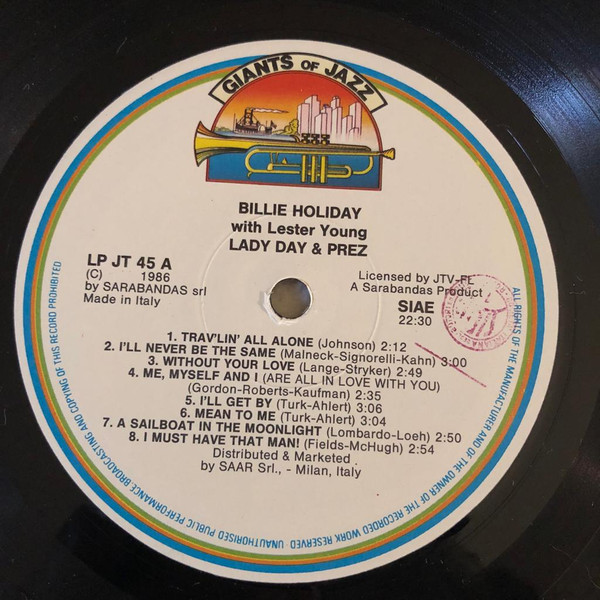 GIANTS OF JAZZ
BILLIE HOLIDAY
with Lester Young
LADY DAY & PREZ
LP JT 45 A
(C) 1986
by SARABANDAS srl
Made in Italy
Licensed by JTV-FL
A Sarabandas Product
SIAE
22:30
1. TRAV'LIN' ALL ALONE (Johnson) 2:12
2. I'LL NEVER BE THE SAME (Malneck-Signorelli-Kahn) 3:00
3. WITHOUT YOUR LOVE (Lange-Stryker) 2:49
4. ME, MYSELF AND I (ARE ALL IN LOVE WITH YOU)
(Gordon-Roberts-Kaufman) 2:35
5. I'LL GET BY (Turk-Ahlert) 3:06
6. MEAN TO ME (Turk-Ahlert) 3:04
7. A SAILBOAT IN THE MOONLIGHT (Lombardo-Loeh) 2:50
8. I MUST HAVE THAT MAN! (Fields-McHugh) 2:54
Distributed & Marketed
by SAAR Srl., - Milan, Italy
ALL RIGHTS OF THE MANUFACTURER AND OF THE OWNER OF THE RECORDED WORK RESERVED · UNAUTHORISED PUBLIC PERFORMANCE BROADCASTING AND COPYING OF THIS RECORD PROHIBITED